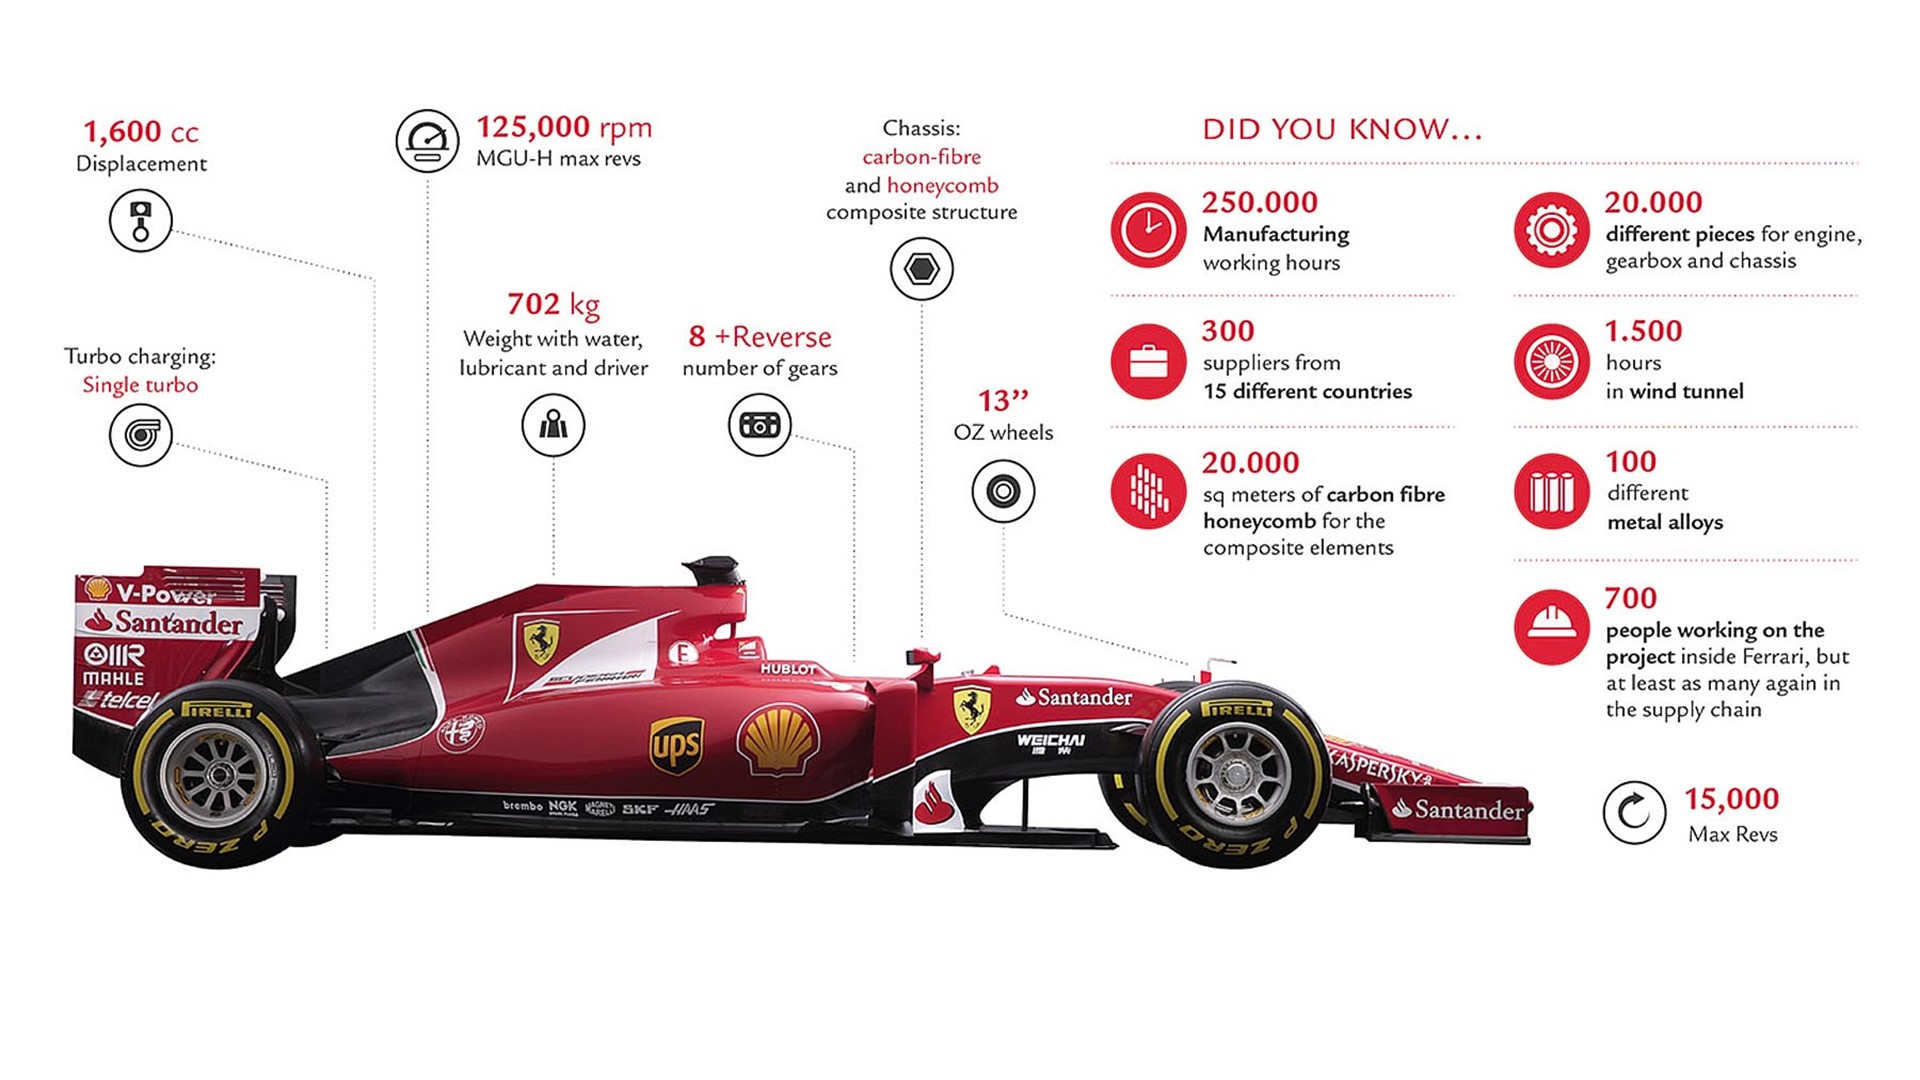 1,600 cc
Displacement
125,000 rpm
MGU-H max revs
Chassis:
carbon-fibre
and honeycomb
composite structure
702 kg
Weight with water,
lubricant and driver
8 +Reverse
number of gears
Turbo charging:
Single turbo
13’’
OZ wheels
DID YOU KNOW...
250.000
Manufacturing
working hours
20.000
different pieces for engine,
gearbox and chassis
300
suppliers from
15 different countries
1.500
hours
in wind tunnel
20.000
sq meters of carbon fibre
honeycomb for the
composite elements
100
different
metal alloys
700
people working on the
project inside Ferrari, but
at least as many again in
the supply chain
15,000
Max Revs
V-Power
Santander
OMR
MAHLE
telcel
PIRELLI
P ZERO
SCUDERIA
FERRARI
HUBLOT
ups
brembo NGK
MAGNETI
MARELLI
SKF HAAS
Santander
WEICHAI
PIRELLI
P ZERO
KASPERSKY
Santander